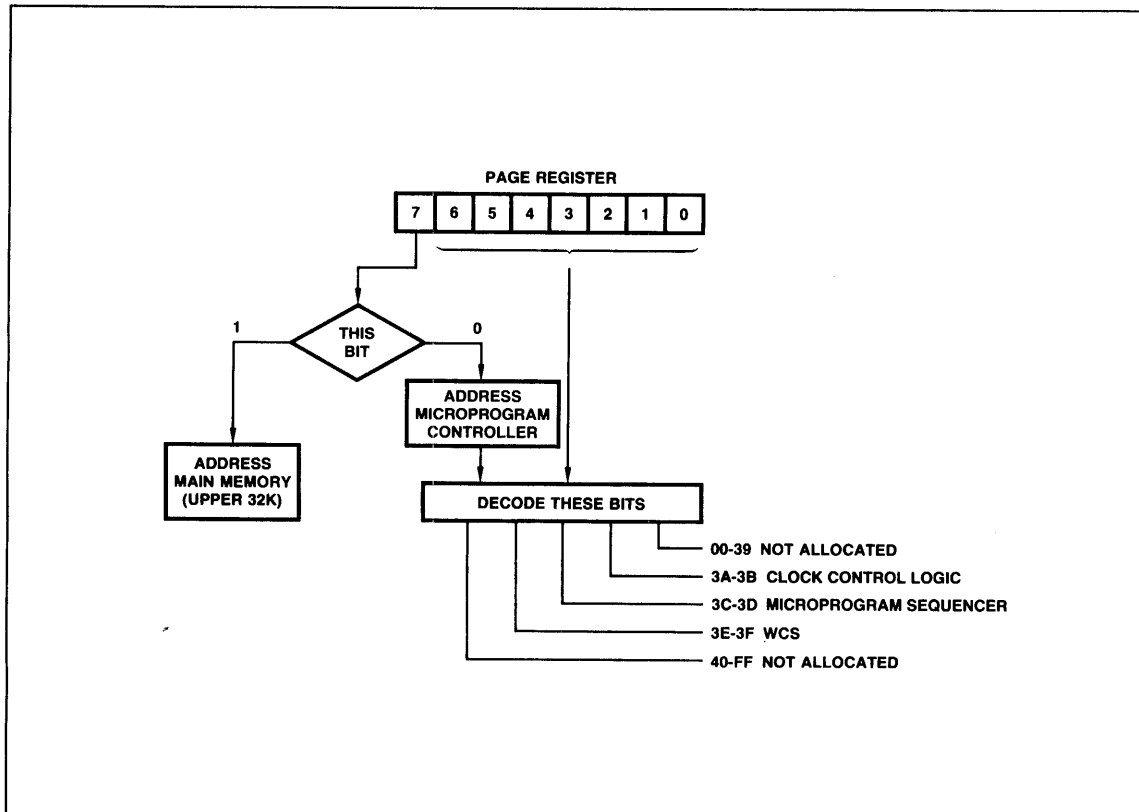 PAGE REGISTER
7 6 5 4 3 2 1 0
1
THIS
BIT
0
ADDRESS
MICROPROGRAM
CONTROLLER
ADDRESS
MAIN MEMORY
(UPPER 32K)
DECODE THESE BITS
00-39 NOT ALLOCATED
3A-3B CLOCK CONTROL LOGIC
3C-3D MICROPROGRAM SEQUENCER
3E-3F WCS
40-FF NOT ALLOCATED